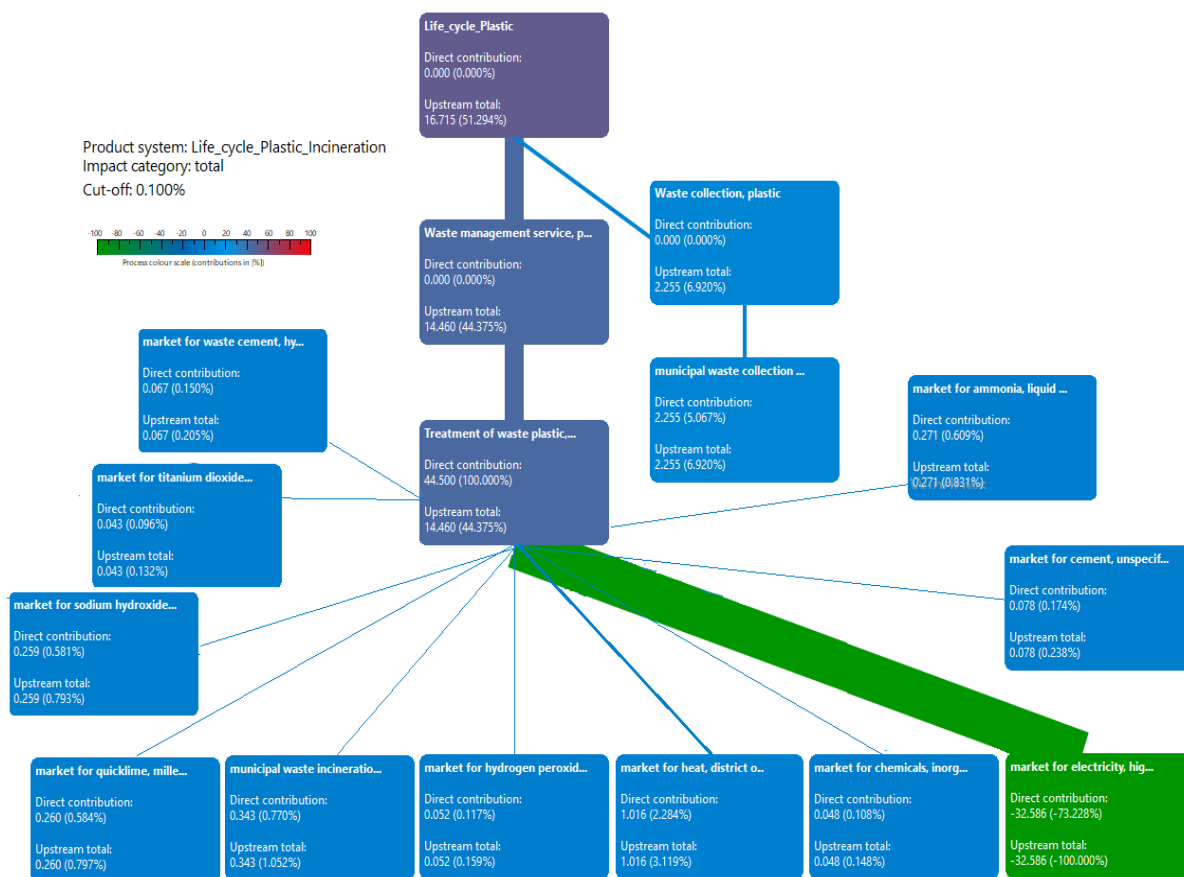 Life_cycle_Plastic
Direct contribution:
0.000 (0.000%)
Upstream total:
16.715 (51.294%)
Product system: Life_cycle_Plastic_Incineration
Impact category: total
Cut-off: 0.100%
-100 -80 -60 -40 -20 0 20 40 60 80 100
Process colour scale (contributions in [%])
Waste collection, plastic
Direct contribution:
0.000 (0.000%)
Upstream total:
2.255 (6.920%)
Waste management service, p...
Direct contribution:
0.000 (0.000%)
Upstream total:
14.460 (44.375%)
market for waste cement, hy...
Direct contribution:
0.067 (0.150%)
Upstream total:
0.067 (0.205%)
municipal waste collection ...
Direct contribution:
2.255 (5.067%)
Upstream total:
2.255 (6.920%)
market for ammonia, liquid ...
Direct contribution:
0.271 (0.609%)
Upstream total:
0.271 (0.831%)
Treatment of waste plastic,...
Direct contribution:
44.500 (100.000%)
Upstream total:
14.460 (44.375%)
market for titanium dioxide...
Direct contribution:
0.043 (0.096%)
Upstream total:
0.043 (0.132%)
market for cement, unspecif...
Direct contribution:
0.078 (0.174%)
Upstream total:
0.078 (0.238%)
market for sodium hydroxide...
Direct contribution:
0.259 (0.581%)
Upstream total:
0.259 (0.793%)
market for quicklime, mille...
Direct contribution:
0.260 (0.584%)
Upstream total:
0.260 (0.797%)
municipal waste incineratio...
Direct contribution:
0.343 (0.770%)
Upstream total:
0.343 (1.052%)
market for hydrogen peroxid...
Direct contribution:
0.052 (0.117%)
Upstream total:
0.052 (0.159%)
market for heat, district o...
Direct contribution:
1.016 (2.284%)
Upstream total:
1.016 (3.119%)
market for chemicals, inorg...
Direct contribution:
0.048 (0.108%)
Upstream total:
0.048 (0.148%)
market for electricity, hig...
Direct contribution:
-32.586 (-73.228%)
Upstream total:
-32.586 (-100.000%)